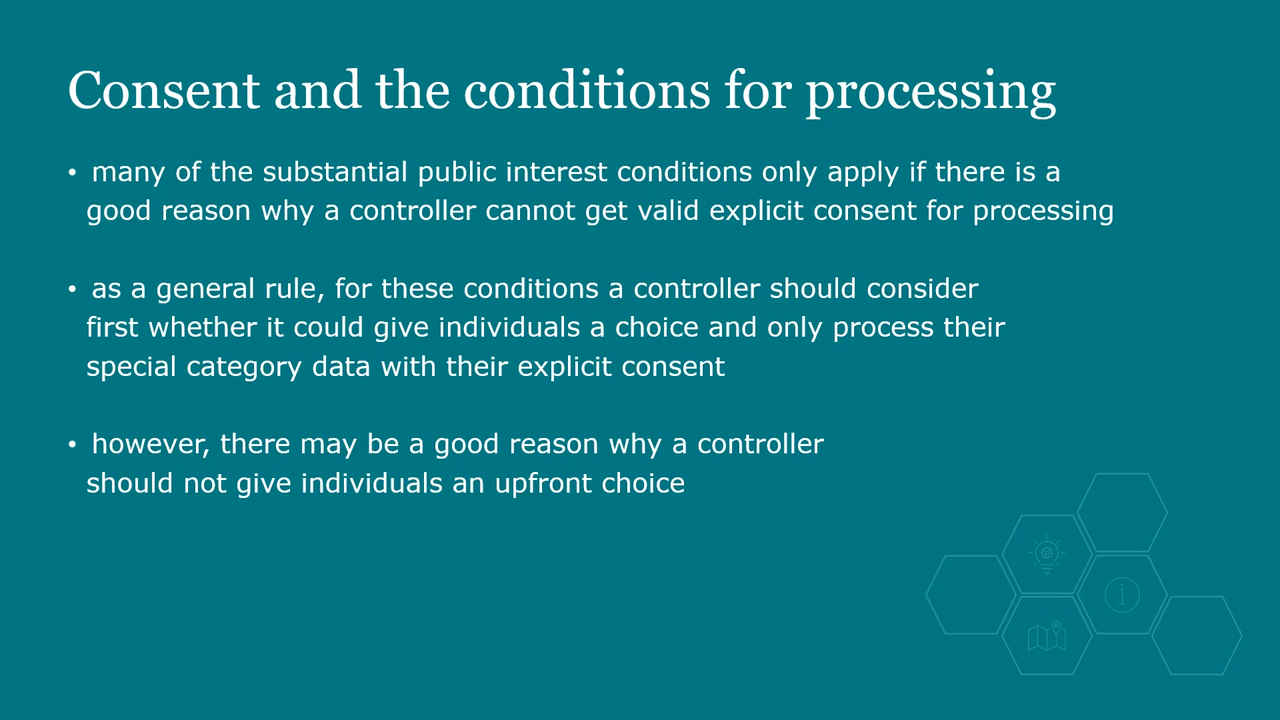 Consent and the conditions for processing
• many of the substantial public interest conditions only apply if there is a
good reason why a controller cannot get valid explicit consent for processing
• as a general rule, for these conditions a controller should consider
first whether it could give individuals a choice and only process their
special category data with their explicit consent
• however, there may be a good reason why a controller
should not give individuals an upfront choice
i